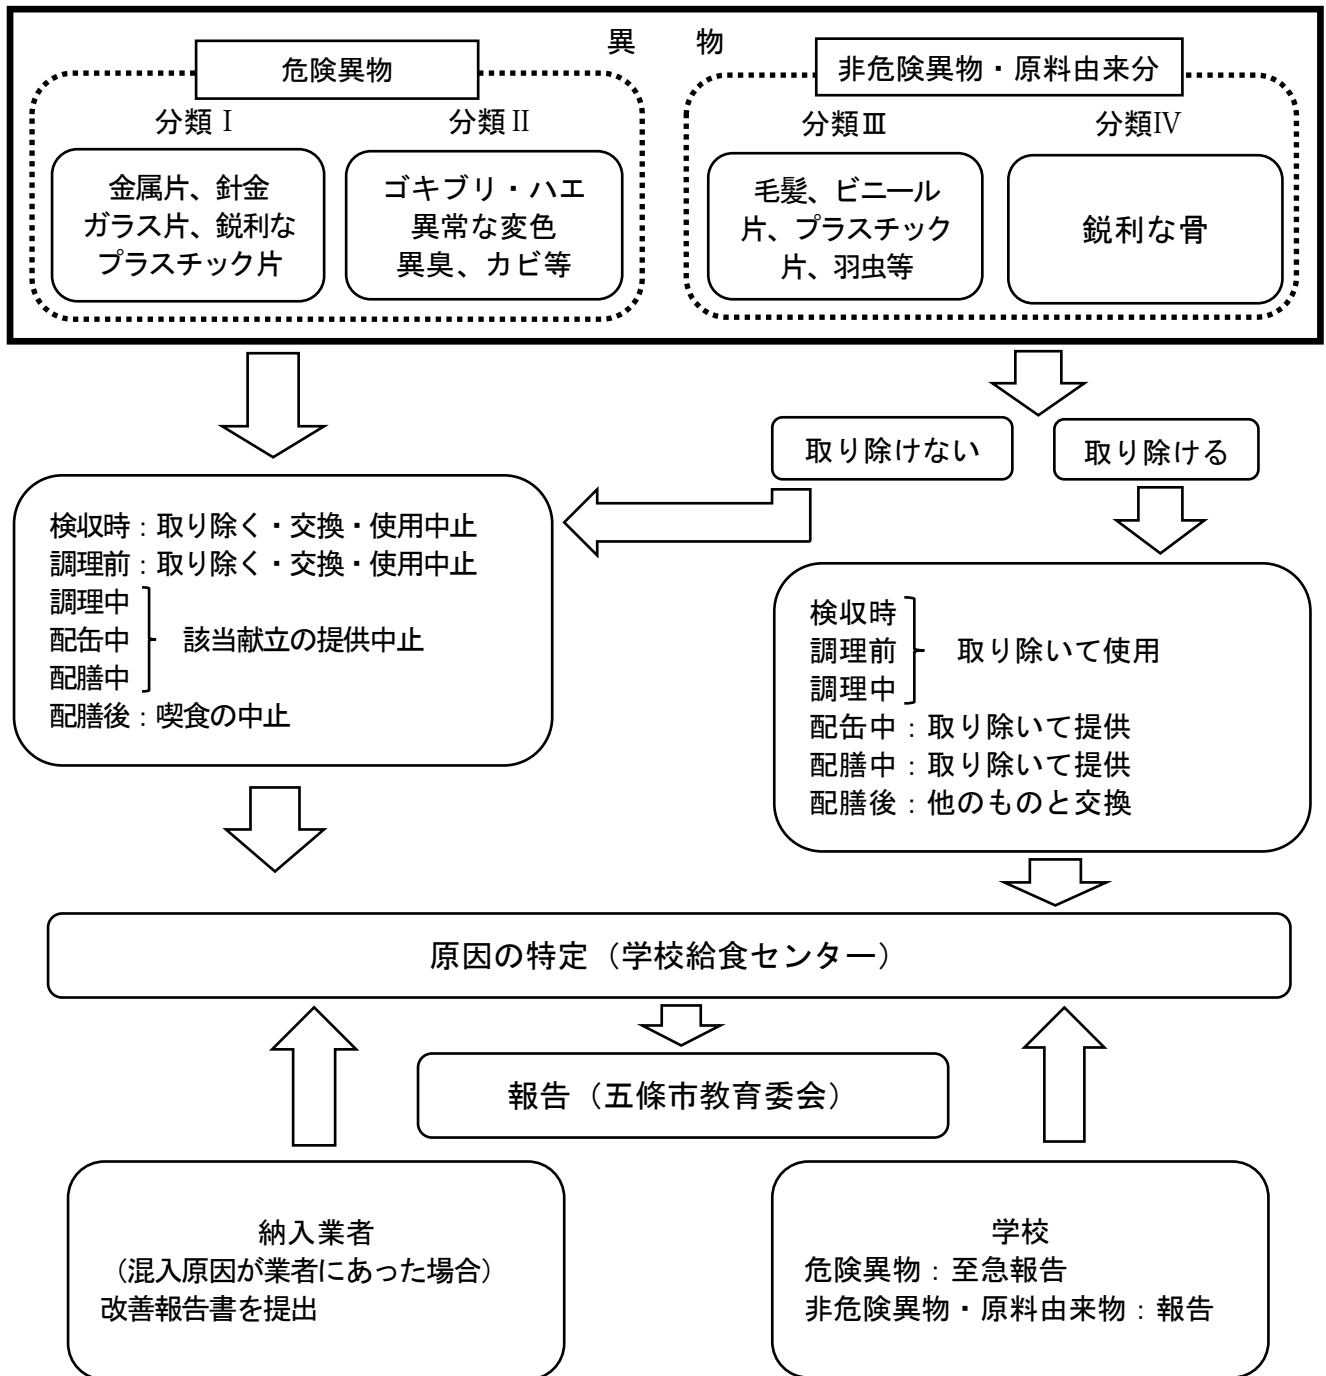 異 物
危険異物
分類Ⅰ
金属片、針金
ガラス片、鋭利な
プラスチック片
分類Ⅱ
ゴキブリ・ハエ
異常な変色
異臭、カビ等
非危険異物・原料由来分
分類Ⅲ
毛髪、ビニール
片、プラスチック
片、羽虫等
分類Ⅳ
鋭利な骨
取り除けない
取り除ける
検収時：取り除く・交換・使用中止
調理前：取り除く・交換・使用中止
調理中
配缶中 該当献立の提供中止
配膳中
配膳後：喫食の中止
検収時
調理前 取り除いて使用
調理中
配缶中：取り除いて提供
配膳中：取り除いて提供
配膳後：他のものと交換
原因の特定（学校給食センター）
報告（五條市教育委会）
納入業者
（混入原因が業者にあった場合）
改善報告書を提出
学校
危険異物：至急報告
非危険異物・原料由来物：報告